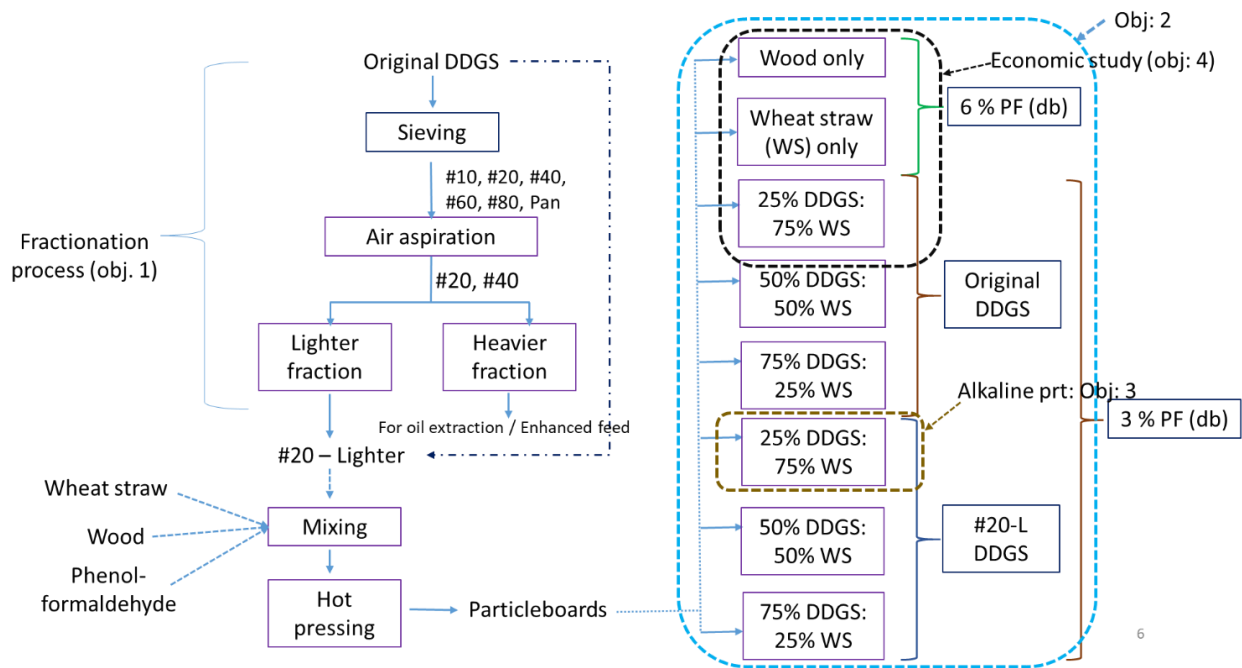 Original DDGS
Sieving
#10, #20, #40,
#60, #80, Pan
Air aspiration
#20, #40
Lighter
fraction
Heavier
fraction
For oil extraction / Enhanced feed
#20 – Lighter
Fractionation
process (obj. 1)
Wheat straw
Wood
Phenol-
formaldehyde
Mixing
Hot
pressing
Particleboards
Obj: 2
Wood only
Economic study (obj: 4)
6 % PF (db)
Wheat straw
(WS) only
25% DDGS:
75% WS
50% DDGS:
50% WS
Original
DDGS
75% DDGS:
25% WS
Alkaline prt: Obj: 3
3 % PF (db)
25% DDGS:
75% WS
50% DDGS:
50% WS
#20-L
DDGS
75% DDGS:
25% WS
6